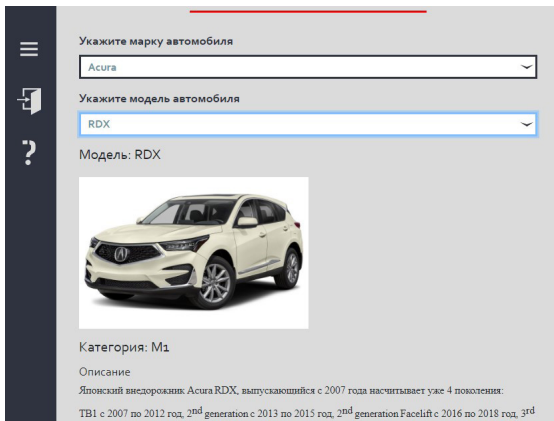 Укажите марку автомобиля
Acura
Укажите модель автомобиля
RDX
?
Модель: RDX
Категория: M1
Описание
Японский внедорожник Acura RDX, выпускающийся с 2007 года насчитывает уже 4 поколения:
TB1 с 2007 по 2012 год, 2nd generation с 2013 по 2015 год, 2nd generation Facelift с 2016 по 2018 год, 3rd